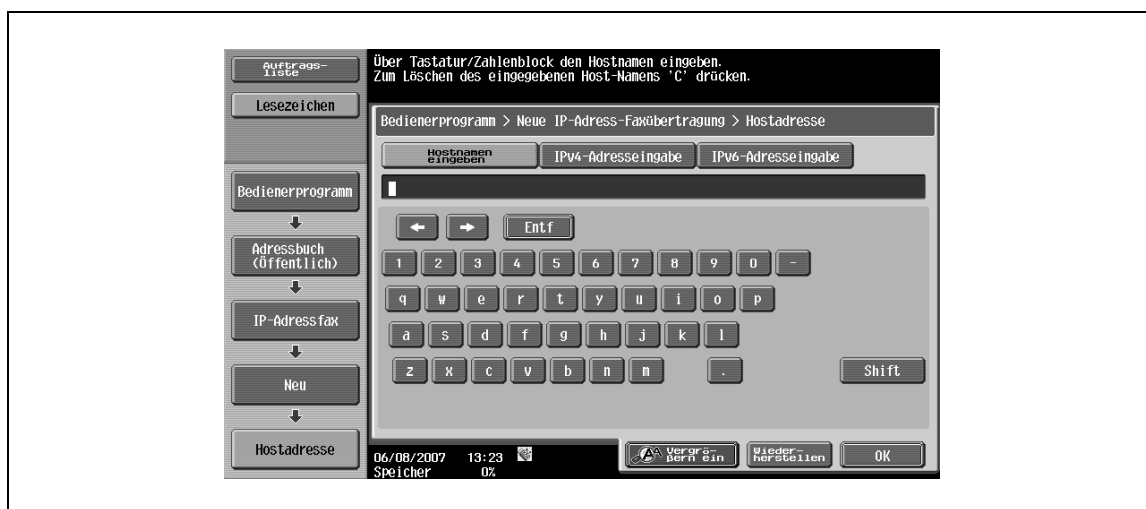 Auftrags-
liste
Über Tastatur/Zahlenblock den Hostnamen eingeben.
Zum Löschen des eingegebenen Host-Namens 'C' drücken.
Lesezeichen
Bedienerprogramm > Neue IP-Adress-Faxübertragung > Hostadresse
Hostnamen
eingeben
IPv4-Adresseingabe
IPv6-Adresseingabe
Bedienerprogramm
Entf
Adressbuch
(Öffentlich)
1 2 3 4 5 6 7 8 9 0 -
q w e r t y u i o p
IP-Adressfax
a s d f g h j k l
z x c v b n m .
Shift
Neu
Hostadresse
06/08/2007 13:23
Speicher 0%
Vergrö-
ßern ein
Wieder-
herstellen
OK